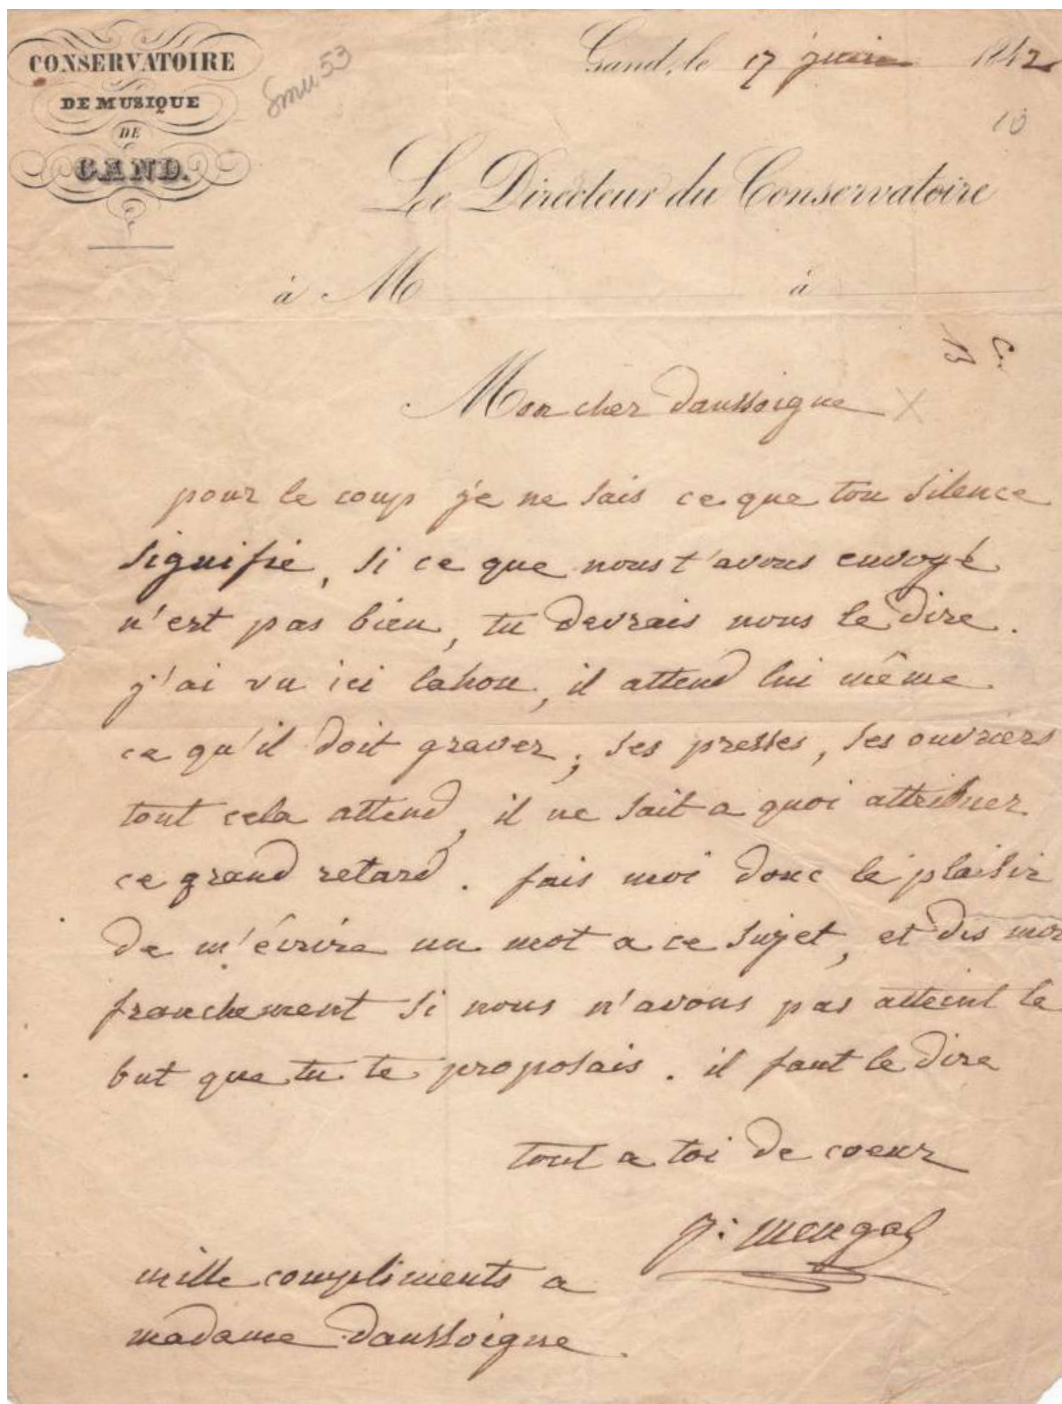 CONSERVATOIRE
DE MUSIQUE
DE
GAND.
Gand, le 17 juin 1842
10
Le Directeur du Conservatoire
à M à
Mon cher daussoigne X
pour le coup je ne sais ce que ton silence
signifie, si ce que nous t'avons envoyé
n'est pas bien, tu devrais nous le dire.
j'ai vu ici lahou, il attend lui même
ce qu'il doit graver; ses presses, ses ouvriers
tout cela attend, il ne sait a quoi attribuer
ce grand retard. fais moi donc le plaisir
de m'écrire un mot a ce sujet, et dis moi
franchement si nous n'avons pas atteint le
but que tu te proposais. il faut le dire
tout a toi de coeur
j: mengal
mille compliments a
madame daussoigne.